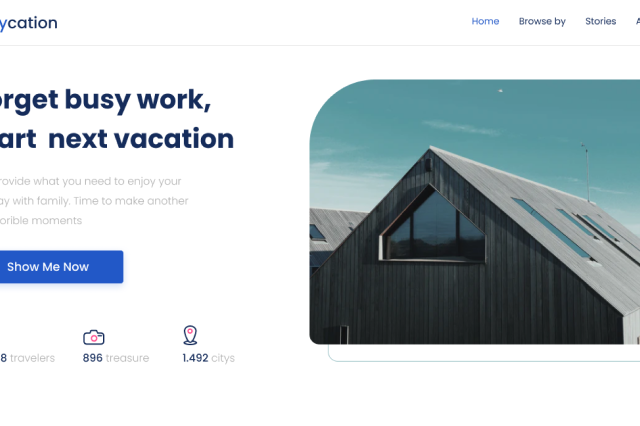 ycation
Home Browse by Stories
orget busy work,
art next vacation
rovide what you need to enjoy your
ay with family. Time to make another
orible moments
Show Me Now
8 travelers 896 treasure 1.492 citys